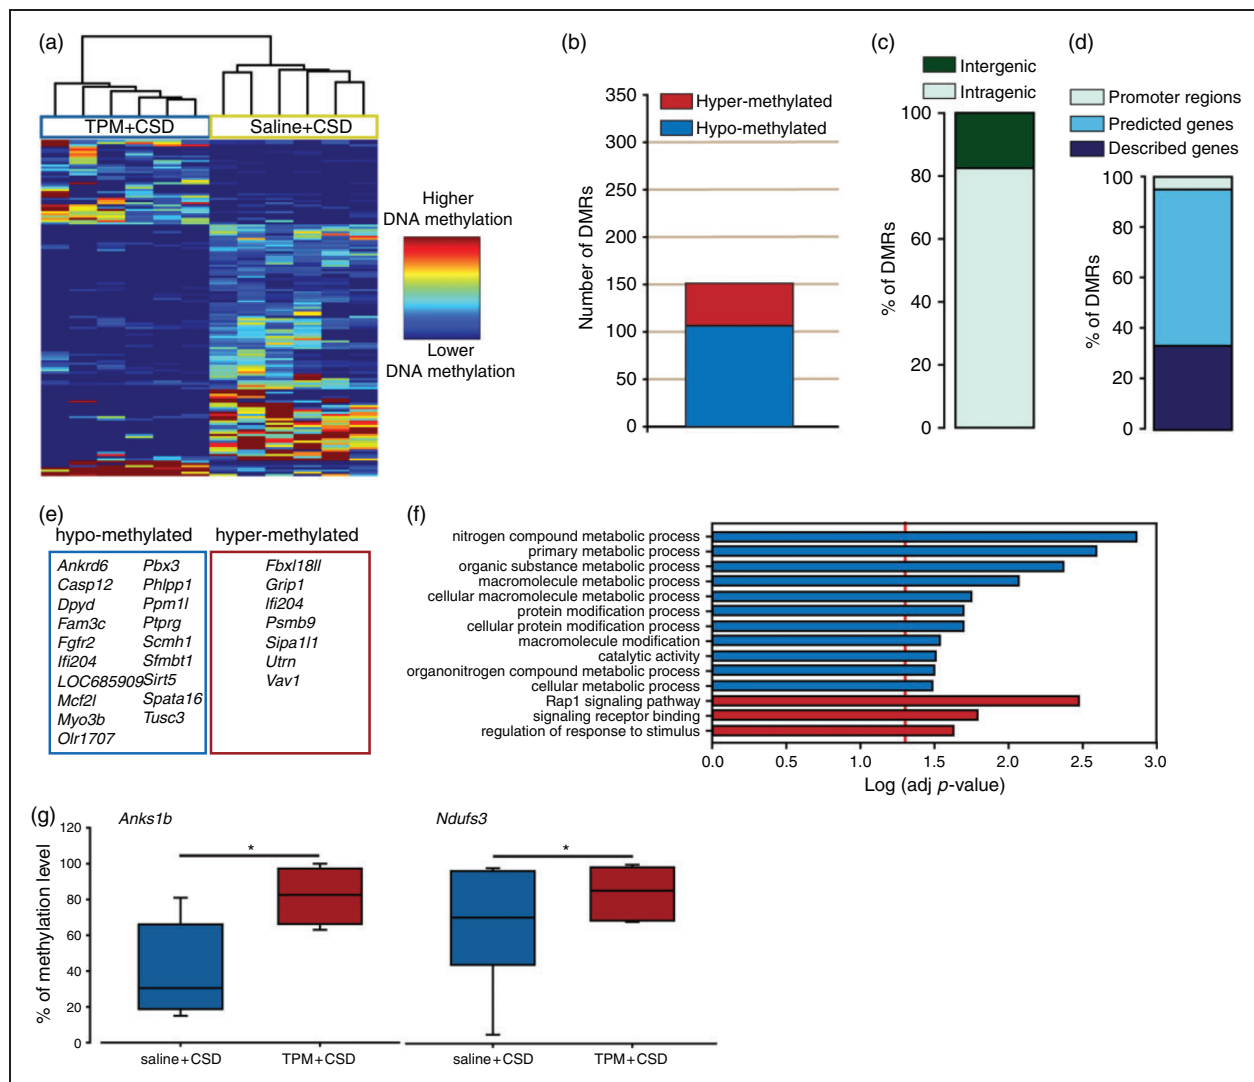 (a)
TPM+CSD
Saline+CSD
Higher
DNA methylation
Lower
DNA methylation
(b)
350
300
250
200
150
100
50
0
Number of DMRs
Hyper-methylated
Hypo-methylated
(c)
Intergenic
Intragenic
100
80
60
40
20
0
% of DMRs
(d)
Promoter regions
Predicted genes
Described genes
100
80
60
40
20
0
% of DMRs
(e)
hypo-methylated
Ankrd6
Casp12
Dpyd
Fam3c
Fgfr2
Ifi204
LOC685909
Mcf2l
Myo3b
Olr1707
Pbx3
Phlpp1
Ppm1l
Ptprg
Scmh1
Sfmbt1
Sirt5
Spata16
Tusc3
hyper-methylated
Fbxl18ll
Grip1
Ifi204
Psmb9
Sipa1l1
Utrn
Vav1
(f)
nitrogen compound metabolic process
primary metabolic process
organic substance metabolic process
macromolecule metabolic process
cellular macromolecule metabolic process
protein modification process
cellular protein modification process
macromolecule modification
catalytic activity
organonitrogen compound metabolic process
cellular metabolic process
Rap1 signaling pathway
signaling receptor binding
regulation of response to stimulus
0.0 0.5 1.0 1.5 2.0 2.5 3.0
Log (adj p-value)
(g)
Anks1b
120
100
80
60
40
20
0
% of methylation level
*
saline+CSD TPM+CSD
Ndufs3
*
saline+CSD TPM+CSD